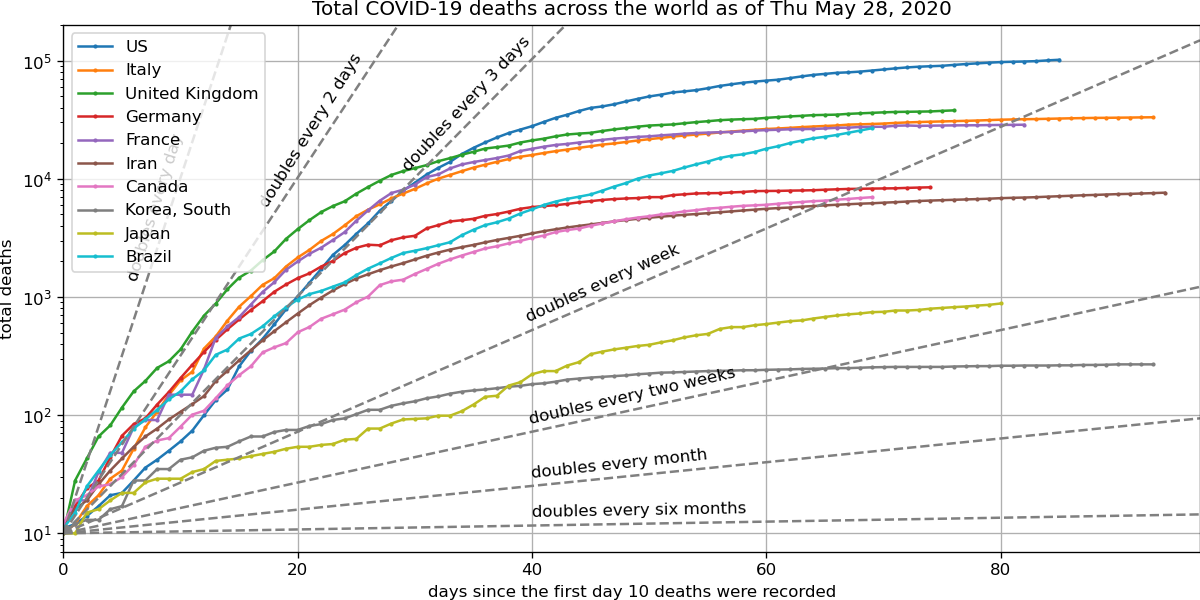 Total COVID-19 deaths across the world as of Thu May 28, 2020
total deaths
10⁵
10⁴
10³
10²
10¹
US
Italy
United Kingdom
Germany
France
Iran
Canada
Korea, South
Japan
Brazil
doubles every day
doubles every 2 days
doubles every 3 days
doubles every week
doubles every two weeks
doubles every month
doubles every six months
0
20
40
60
80
days since the first day 10 deaths were recorded